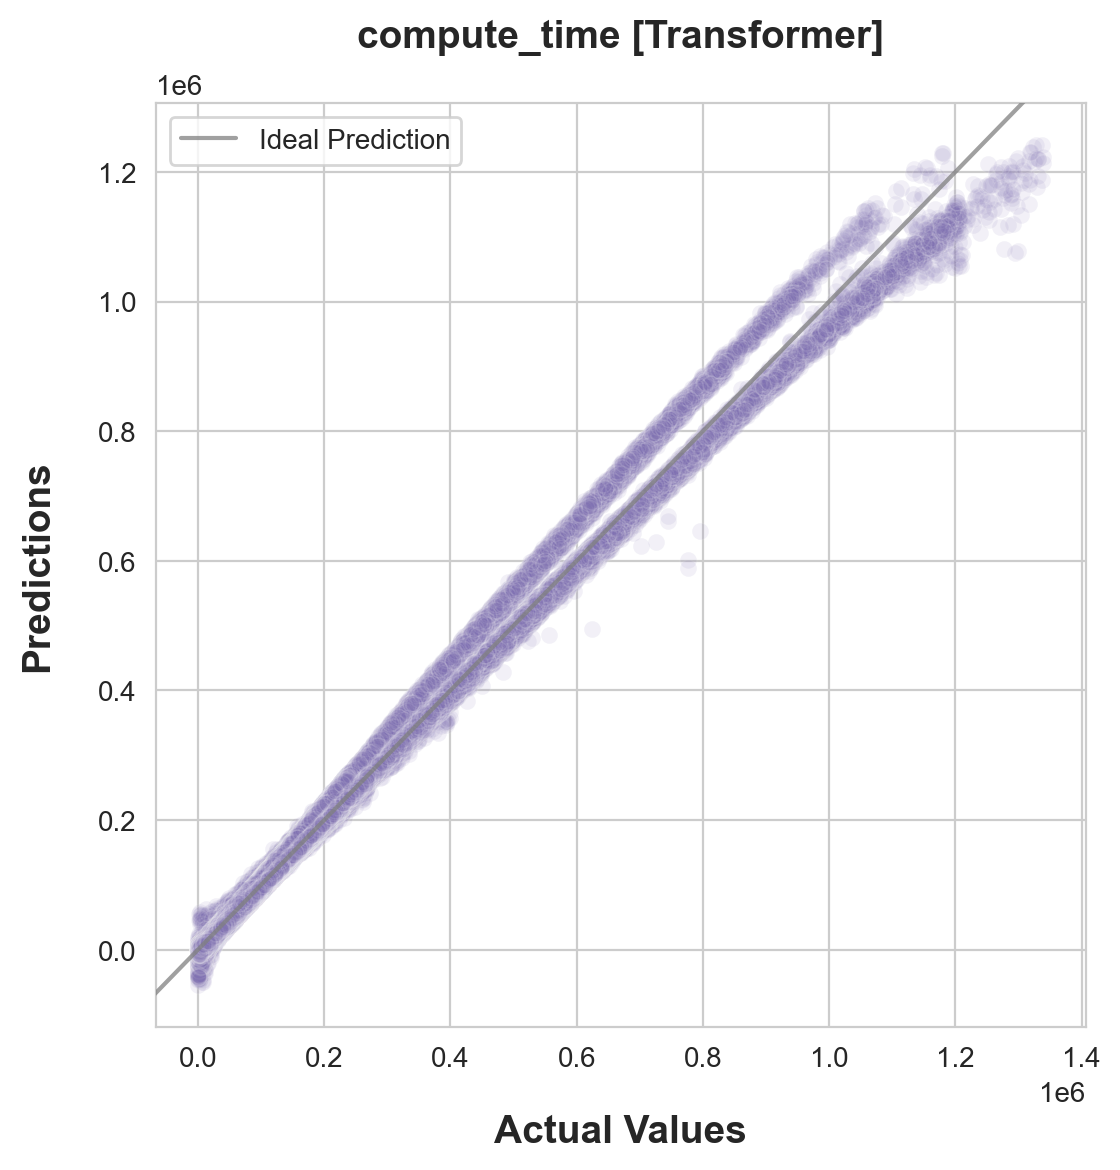 compute_time [Transformer]
1e6
Ideal Prediction
1.2
1.0
0.8
0.6
0.4
0.2
0.0
Predictions
0.0 0.2 0.4 0.6 0.8 1.0 1.2 1.4
1e6
Actual Values